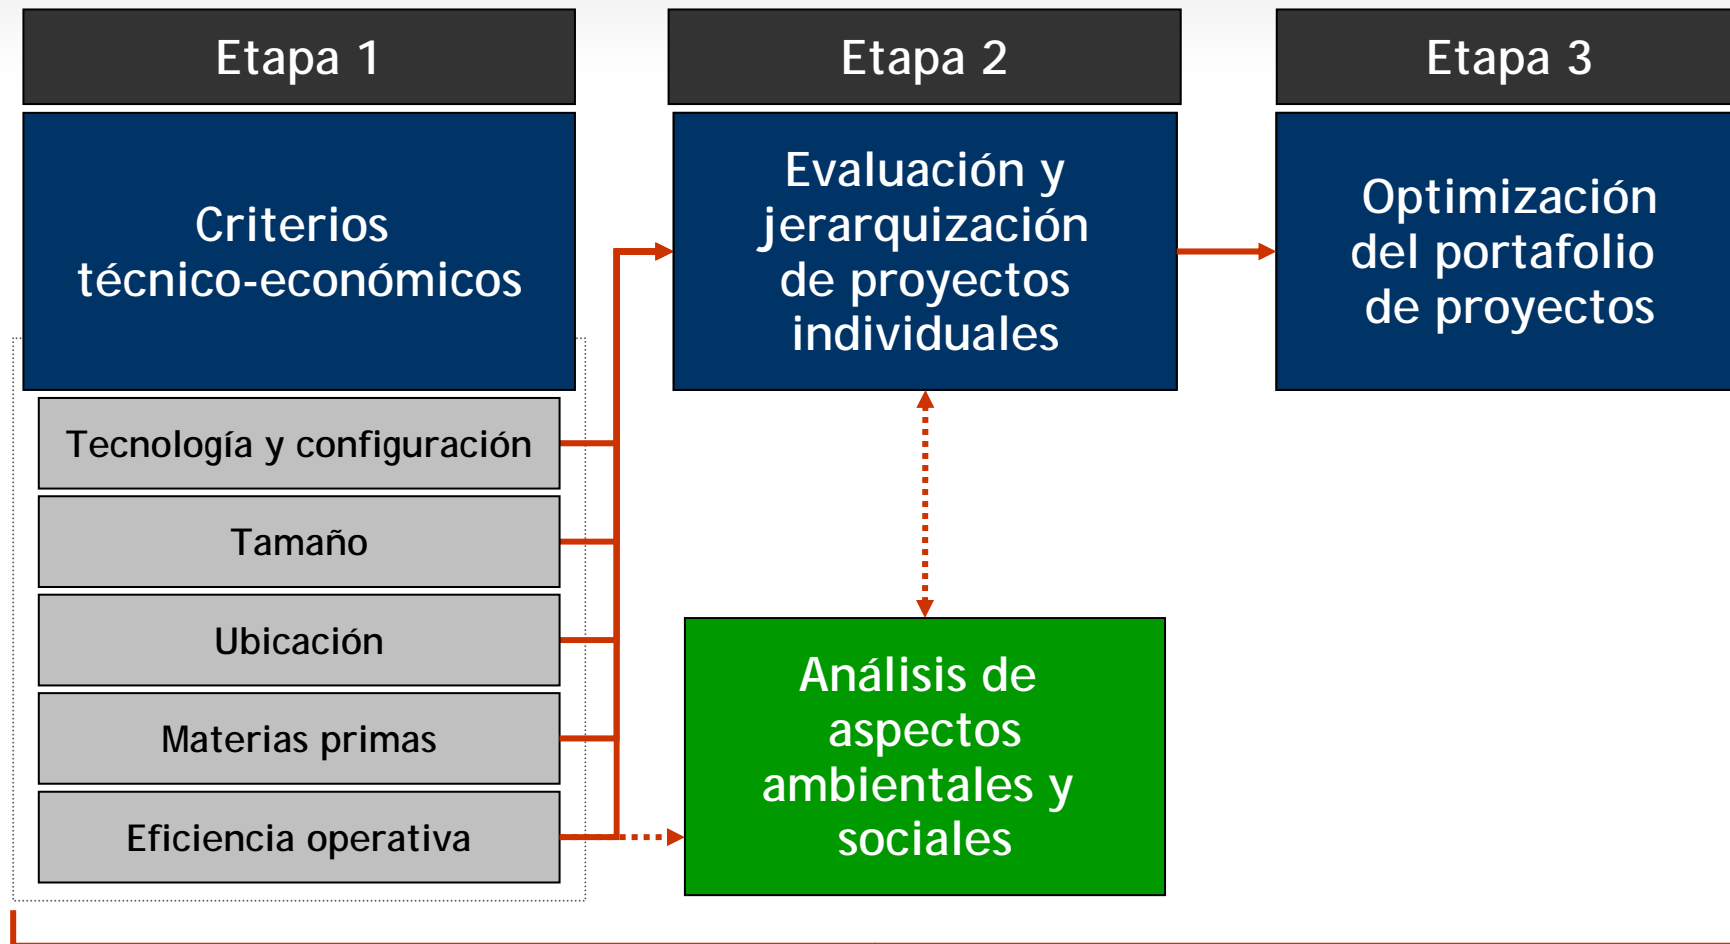 Etapa 1
Etapa 2
Etapa 3
Criterios
técnico-económicos
Evaluación y
jerarquización
de proyectos
individuales
Optimización
del portafolio
de proyectos
Tecnología y configuración
Tamaño
Ubicación
Materias primas
Eficiencia operativa
Análisis de
aspectos
ambientales y
sociales